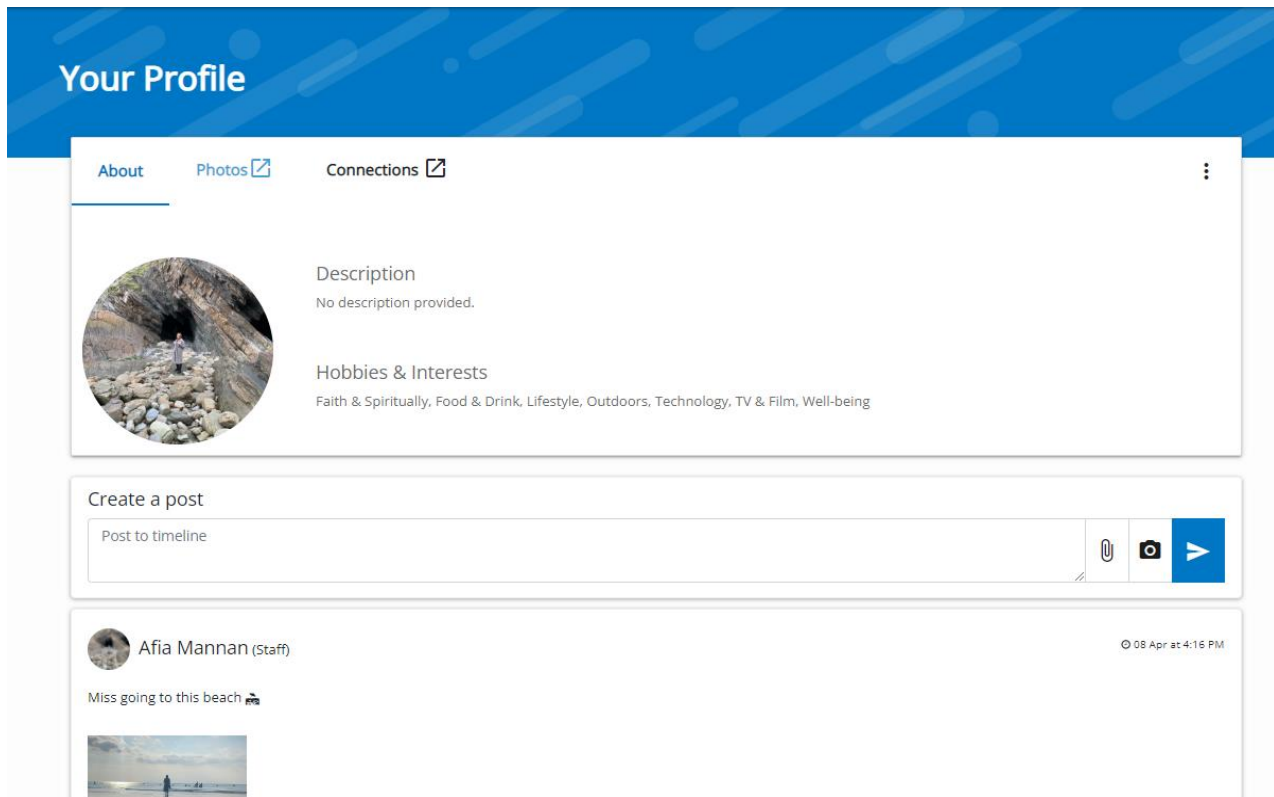 Your Profile
About Photos Connections
Description
No description provided.
Hobbies & Interests
Faith & Spiritually, Food & Drink, Lifestyle, Outdoors, Technology, TV & Film, Well-being
Create a post
Post to timeline
Afia Mannan (Staff) 08 Apr at 4:16 PM
Miss going to this beach